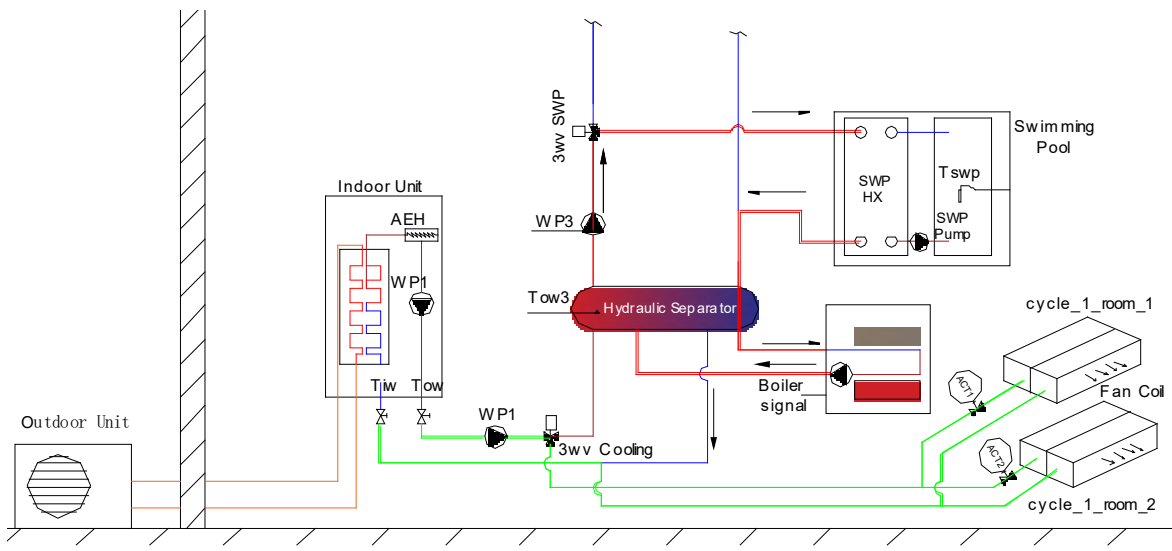 3wv SWP
Swimming
Pool
SWP
HX
Tswp
SWP
Pump
Indoor Unit
AEH
WP1
WP3
Tow3
Hydraulic Separator
cycle_1_room_1
Tiw
Tow
Boiler
signal
ACT1
Fan Coil
Outdoor Unit
WP1
3wv Cooling
ACT2
cycle_1_room_2